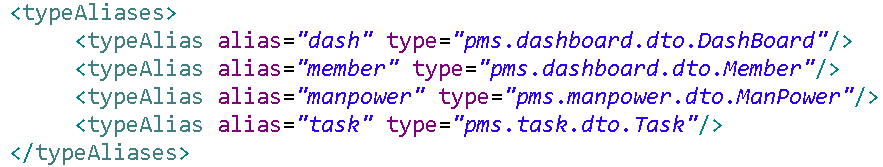 <typeAliases>
<typeAlias alias="dash" type="pms.dashboard.dto.DashBoard"/>
<typeAlias alias="member" type="pms.dashboard.dto.Member"/>
<typeAlias alias="manpower" type="pms.manpower.dto.ManPower"/>
<typeAlias alias="task" type="pms.task.dto.Task"/>
</typeAliases>